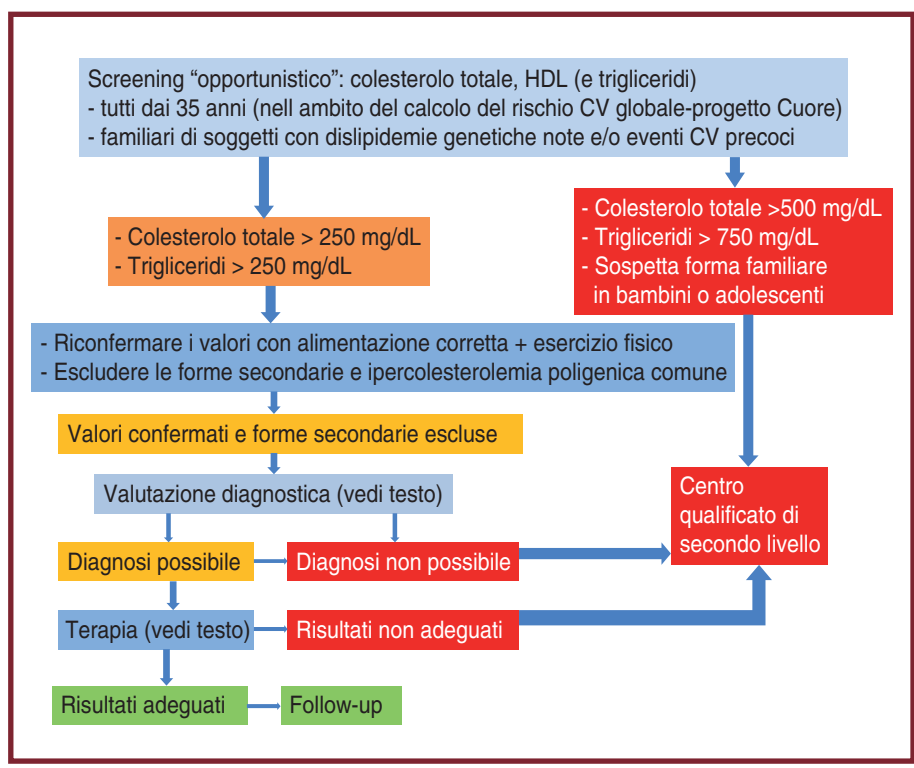 Screening “opportunistico”: colesterolo totale, HDL (e trigliceridi)
- tutti dai 35 anni (nell ambito del calcolo del rischio CV globale-progetto Cuore)
- familiari di soggetti con dislipidemie genetiche note e/o eventi CV precoci
- Colesterolo totale > 250 mg/dL
- Trigliceridi > 250 mg/dL
- Colesterolo totale >500 mg/dL
- Trigliceridi > 750 mg/dL
- Sospetta forma familiare
in bambini o adolescenti
- Riconfermare i valori con alimentazione corretta + esercizio fisico
- Escludere le forme secondarie e ipercolesterolemia poligenica comune
Valori confermati e forme secondarie escluse
Valutazione diagnostica (vedi testo)
Centro
qualificato di
secondo livello
Diagnosi possibile
Diagnosi non possibile
Terapia (vedi testo)
Risultati non adeguati
Risultati adeguati
Follow-up